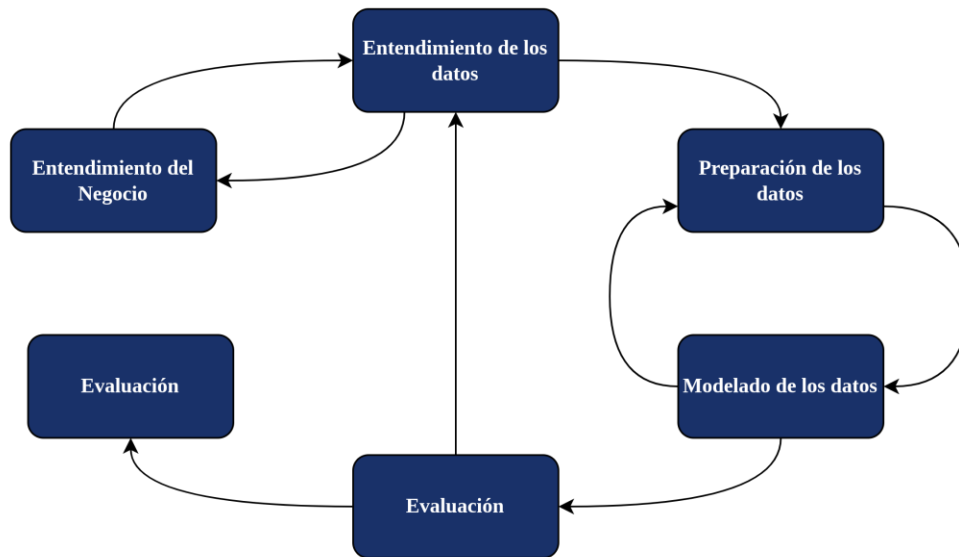 Entendimiento de los
datos
Entendimiento del
Negocio
Preparación de los
datos
Evaluación
Modelado de los datos
Evaluación